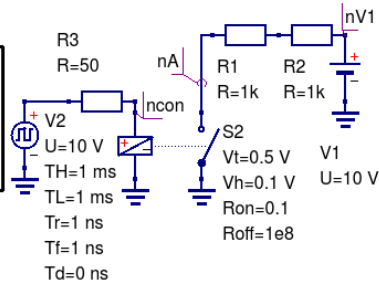 nV1
R3
R=50
nA
R1
R=1k
R2
R=1k
ncon
V2
U=10 V
TH=1 ms
TL=1 ms
Tr=1 ns
Tf=1 ns
Td=0 ns
S2
Vt=0.5 V
Vh=0.1 V
Ron=0.1
Roff=1e8
V1
U=10 V